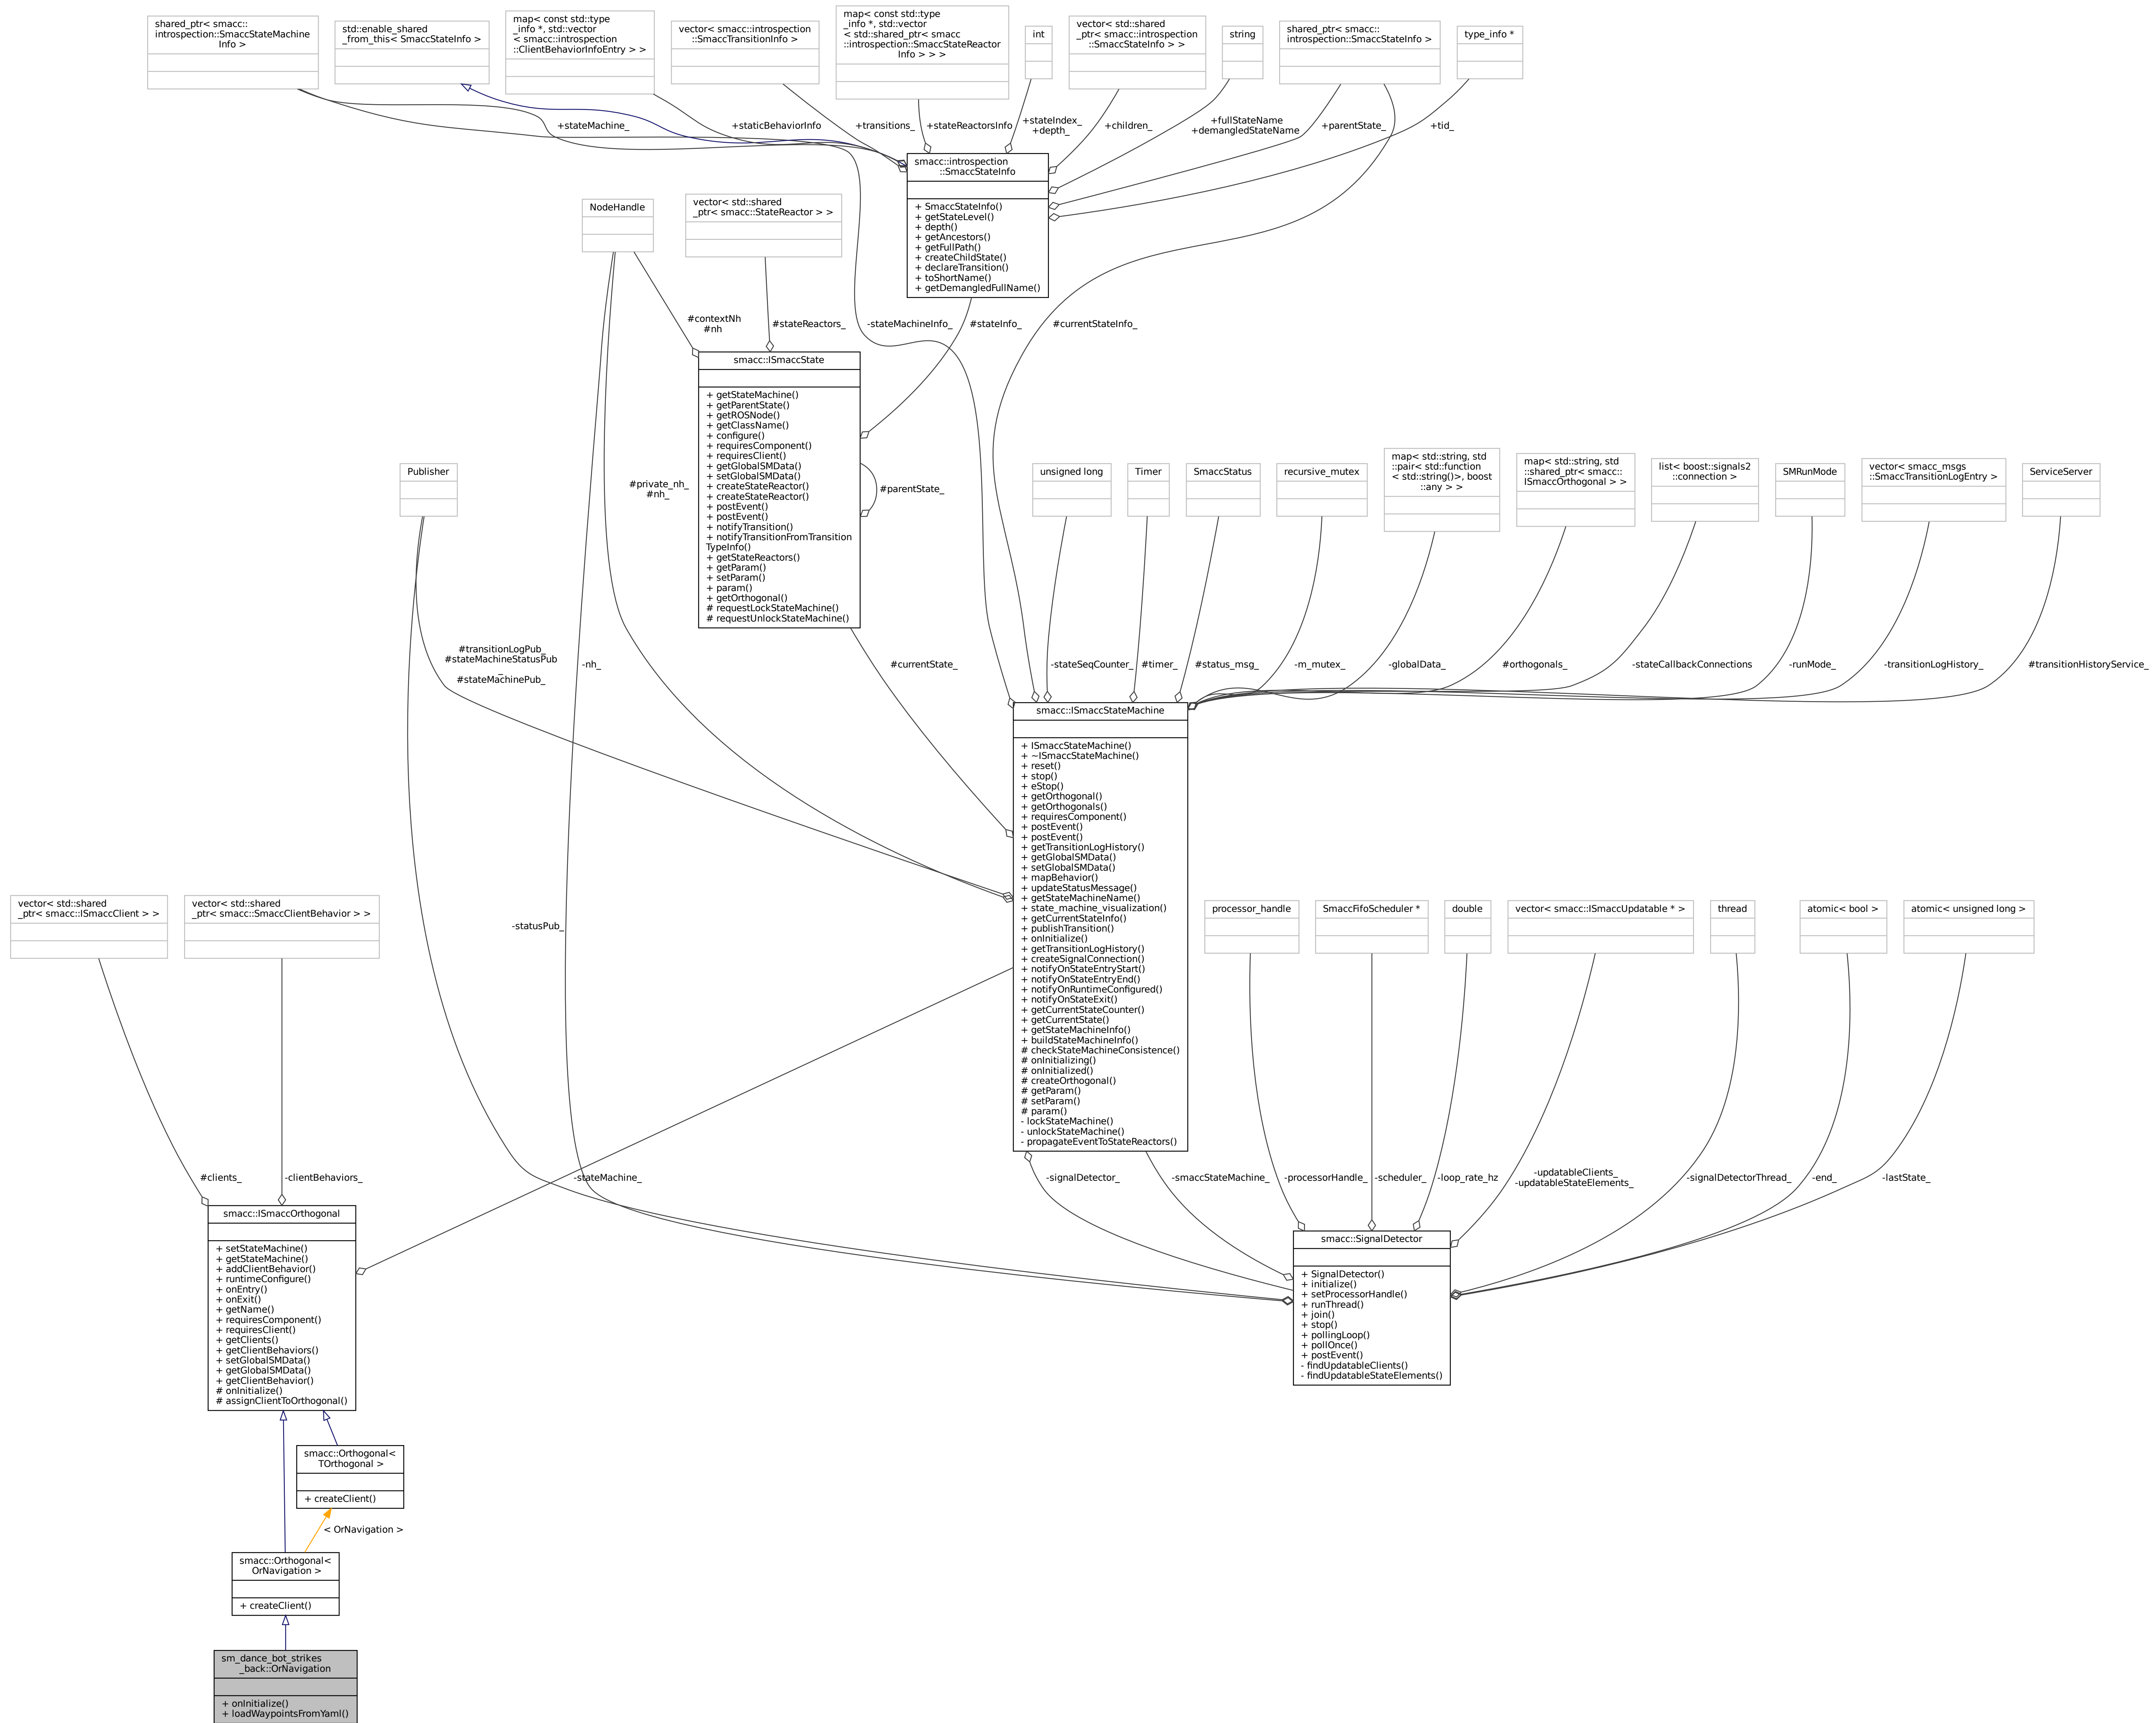 shared_ptr< smacc::
introspection::SmaccStateMachine
Info >
std::enable_shared
_from_this< SmaccStateInfo >
map< const std::type
_info *, std::vector
< smacc::introspection
::ClientBehaviorInfoEntry > >
vector< smacc::introspection
::SmaccTransitionInfo >
map< const std::type
_info *, std::vector
< std::shared_ptr< smacc
::introspection::SmaccStateReactor
Info > > >
int
vector< std::shared
_ptr< smacc::introspection
::SmaccStateInfo > >
string
shared_ptr< smacc::
introspection::SmaccStateInfo >
type_info *
+stateMachine_
+staticBehaviorInfo
+transitions_
+stateReactorsInfo
+stateIndex_
+depth_
+children_
+fullStateName
+demangledStateName
+parentState_
+tid_
smacc::introspection
::SmaccStateInfo
+ SmaccStateInfo()
+ getStateLevel()
+ depth()
+ getAncestors()
+ getFullPath()
+ createChildState()
+ declareTransition()
+ toShortName()
+ getDemangledFullName()
NodeHandle
vector< std::shared
_ptr< smacc::StateReactor > >
#contextNh
#nh
#stateReactors_
-stateMachineInfo_
#stateInfo_
#currentStateInfo_
smacc::ISmaccState
+ getStateMachine()
+ getParentState()
+ getROSNode()
+ getClassName()
+ configure()
+ requiresComponent()
+ requiresClient()
+ getGlobalSMData()
+ setGlobalSMData()
+ createStateReactor()
+ createStateReactor()
+ postEvent()
+ postEvent()
+ notifyTransition()
+ notifyTransitionFromTransition
TypeInfo()
+ getStateReactors()
+ getParam()
+ setParam()
+ param()
+ getOrthogonal()
# requestLockStateMachine()
# requestUnlockStateMachine()
#parentState_
Publisher
#private_nh_
#nh_
unsigned long
Timer
SmaccStatus
recursive_mutex
map< std::string, std
::pair< std::function
< std::string()>, boost
::any > >
map< std::string, std
::shared_ptr< smacc::
ISmaccOrthogonal > >
list< boost::signals2
::connection >
SMRunMode
vector< smacc_msgs
::SmaccTransitionLogEntry >
ServiceServer
#transitionLogPub_
#stateMachineStatusPub
_
#stateMachinePub_
-nh_
#currentState_
-stateSeqCounter_
#timer_
#status_msg_
-m_mutex_
-globalData_
#orthogonals_
-stateCallbackConnections
-runMode_
-transitionLogHistory_
#transitionHistoryService_
smacc::ISmaccStateMachine
+ ISmaccStateMachine()
+ ~ISmaccStateMachine()
+ reset()
+ stop()
+ eStop()
+ getOrthogonal()
+ getOrthogonals()
+ requiresComponent()
+ postEvent()
+ postEvent()
+ getTransitionLogHistory()
+ getGlobalSMData()
+ setGlobalSMData()
+ mapBehavior()
+ updateStatusMessage()
+ getStateMachineName()
+ state_machine_visualization()
+ getCurrentStateInfo()
+ publishTransition()
+ onInitialize()
+ getTransitionLogHistory()
+ createSignalConnection()
+ notifyOnStateEntryStart()
+ notifyOnStateEntryEnd()
+ notifyOnRuntimeConfigured()
+ notifyOnStateExit()
+ getCurrentStateCounter()
+ getCurrentState()
+ getStateMachineInfo()
+ buildStateMachineInfo()
# checkStateMachineConsistence()
# onInitializing()
# onInitialized()
# createOrthogonal()
# getParam()
# setParam()
# param()
- lockStateMachine()
- unlockStateMachine()
- propagateEventToStateReactors()
vector< std::shared
_ptr< smacc::ISmaccClient > >
vector< std::shared
_ptr< smacc::SmaccClientBehavior > >
-statusPub_
processor_handle
SmaccFifoScheduler *
double
vector< smacc::ISmaccUpdatable * >
thread
atomic< bool >
atomic< unsigned long >
#clients_
-clientBehaviors_
-stateMachine_
-signalDetector_
-smaccStateMachine_
-processorHandle_
-scheduler_
-loop_rate_hz
-updatableClients_
-updatableStateElements_
-signalDetectorThread_
-end_
-lastState_
smacc::ISmaccOrthogonal
+ setStateMachine()
+ getStateMachine()
+ addClientBehavior()
+ runtimeConfigure()
+ onEntry()
+ onExit()
+ getName()
+ requiresComponent()
+ requiresClient()
+ getClients()
+ getClientBehaviors()
+ setGlobalSMData()
+ getGlobalSMData()
+ getClientBehavior()
# onInitialize()
# assignClientToOrthogonal()
smacc::SignalDetector
+ SignalDetector()
+ initialize()
+ setProcessorHandle()
+ runThread()
+ join()
+ stop()
+ pollingLoop()
+ pollOnce()
+ postEvent()
- findUpdatableClients()
- findUpdatableStateElements()
smacc::Orthogonal<
TOrthogonal >
+ createClient()
< OrNavigation >
smacc::Orthogonal<
OrNavigation >
+ createClient()
sm_dance_bot_strikes
_back::OrNavigation
+ onInitialize()
+ loadWaypointsFromYaml()